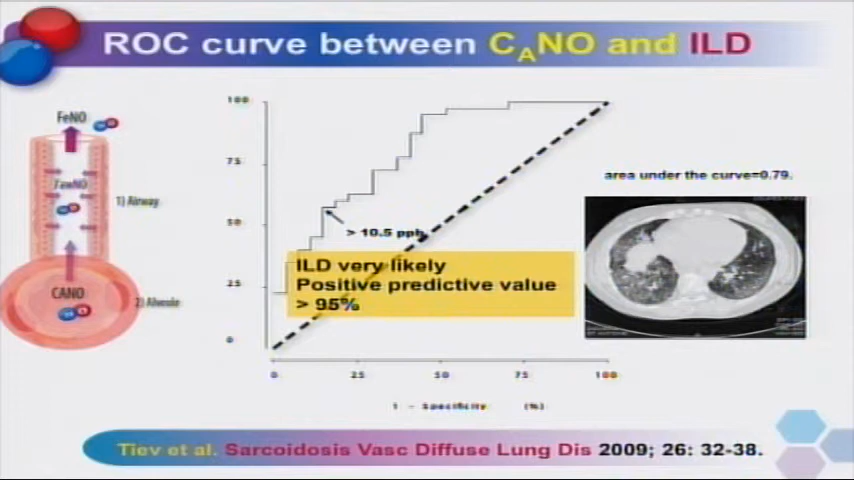 ROC curve between CANO and ILD
FeNO
FawNO
1) Airway
CANO
2) Alveole
100
75
50
25
0
> 10.5 ppb
ILD very likely
Positive predictive value
> 95%
0 25 50 75 100
1 - Specificity (%)
area under the curve=0.79.
Tiev et al. Sarcoidosis Vasc Diffuse Lung Dis 2009; 26: 32-38.